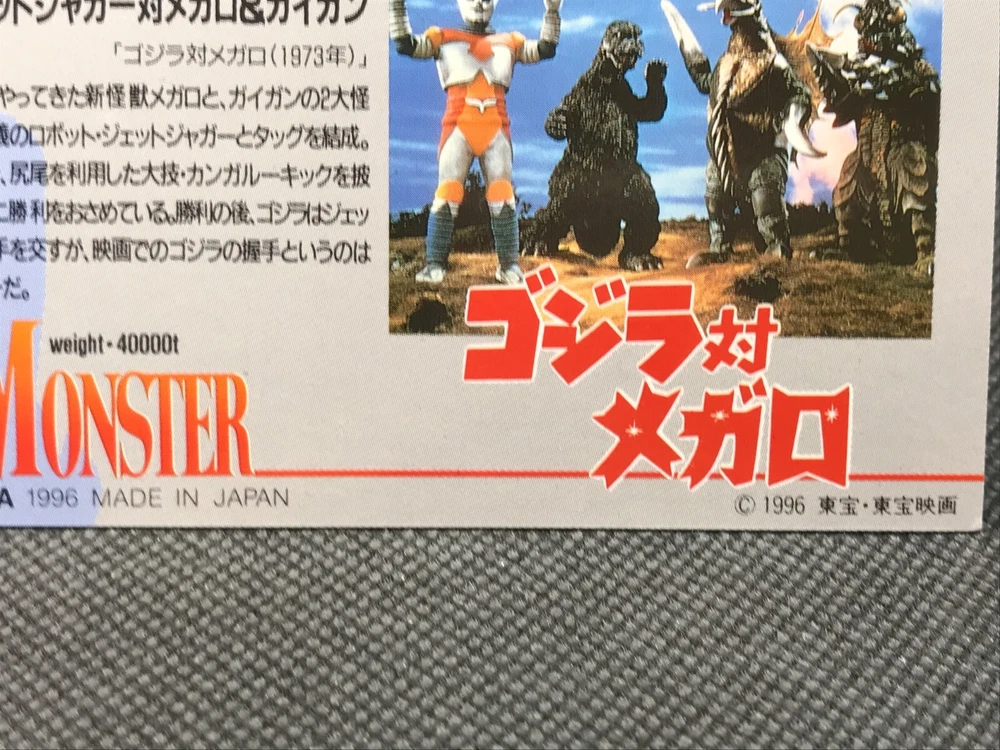 ットジャガー対メガロ&ガイガン
「ゴジラ対メガロ(1973年)」
やってきた新怪獣メガロと、ガイガンの2大怪
義のロボット・ジェットジャガーとタッグを結成。
、尻尾を利用した大技・カンガルーキックを披
に勝利をおさめている。勝利の後、ゴジラはジェッ
手を交すが、映画でのゴジラの握手というのは
だ。
weight・40000t
MONSTER
ゴジラ対
メガロ
A 1996 MADE IN JAPAN
© 1996 東宝・東宝映画